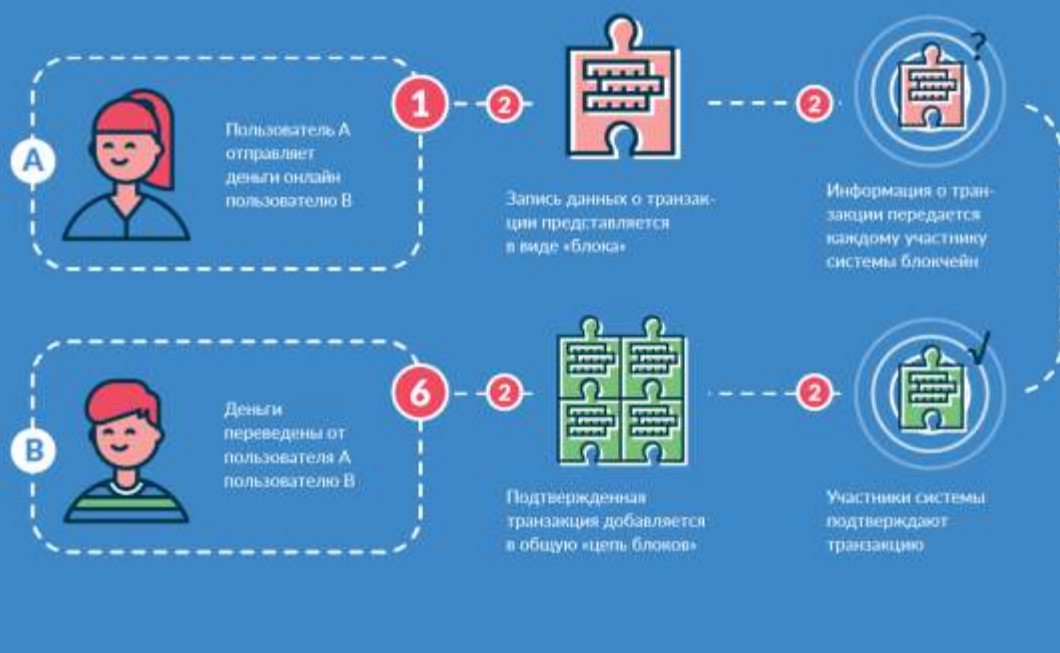 A
Пользователь А
отправляет
деньги онлайн
пользователю В
1
2
Запись данных о транзак-
ции представляется
в виде «блока»
2
?
Информация о тран-
закции передается
каждому участнику
системы блокчейн
B
Деньги
переведены от
пользователя А
пользователю В
6
2
Подтвержденная
транзакция добавляется
в общую «цепь блоков»
2
Участники системы
подтверждают
транзакцию